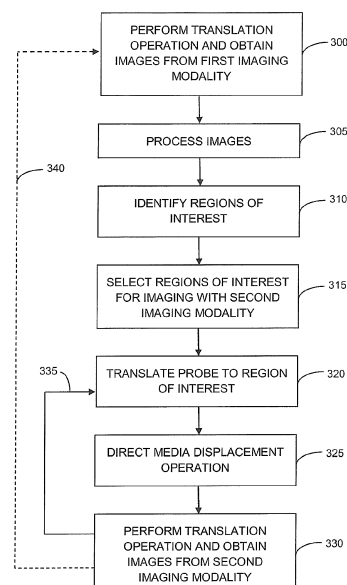 PERFORM TRANSLATION
OPERATION AND OBTAIN
IMAGES FROM FIRST IMAGING
MODALITY
300
PROCESS IMAGES
305
340
IDENTIFY REGIONS OF
INTEREST
310
SELECT REGIONS OF INTEREST
FOR IMAGING WITH SECOND
IMAGING MODALITY
315
335
TRANSLATE PROBE TO REGION
OF INTEREST
320
DIRECT MEDIA DISPLACEMENT
OPERATION
325
PERFORM TRANSLATION
OPERATION AND OBTAIN
IMAGES FROM SECOND
IMAGING MODALITY
330